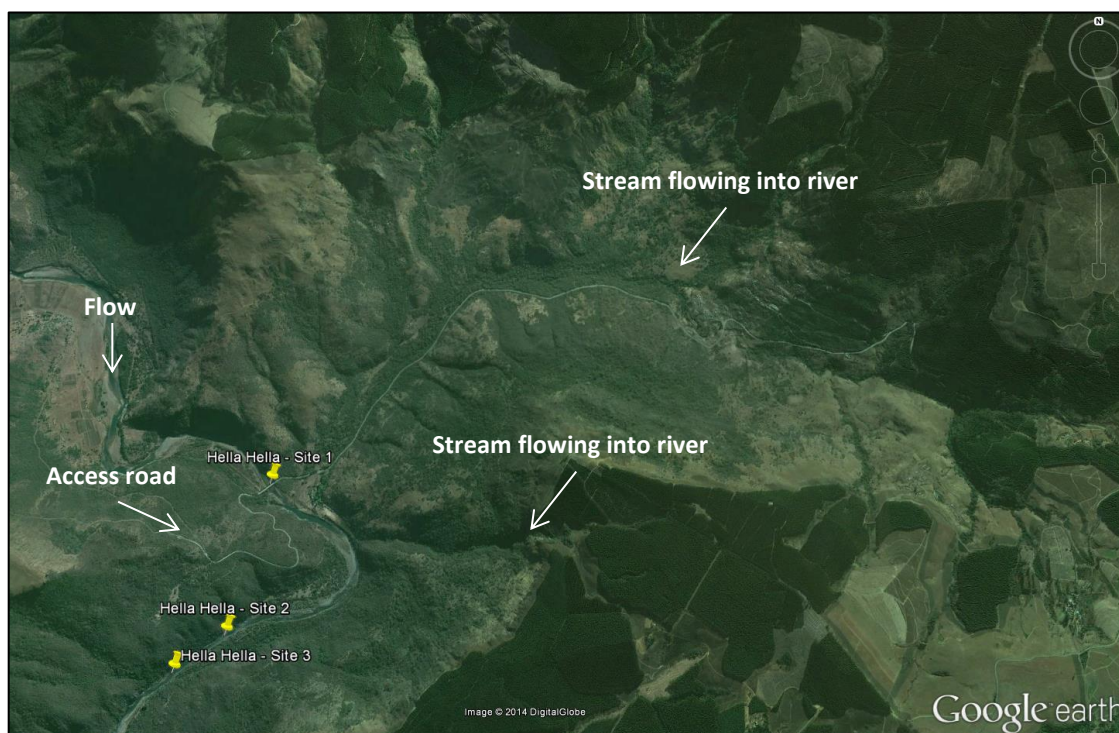 N
Stream flowing into river
Flow
Stream flowing into river
Hella Hella - Site 1
Access road
Hella Hella - Site 2
Hella Hella - Site 3
Image © 2014 DigitalGlobe
Google earth